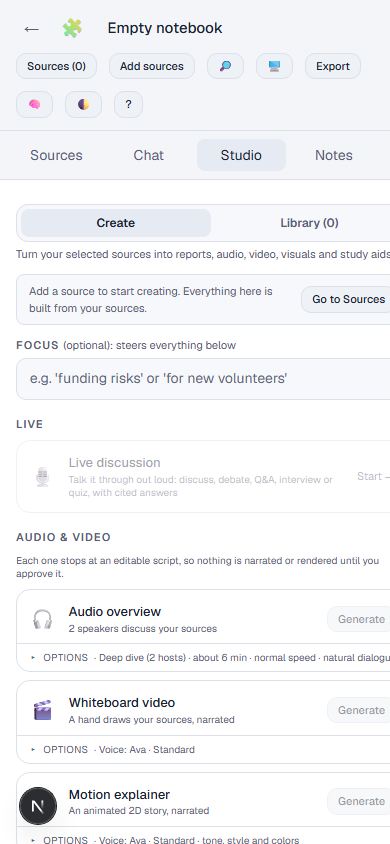 ← Empty notebook
Sources (0) Add sources Export
?
Sources Chat Studio Notes
Create Library (0)
Turn your selected sources into reports, audio, video, visuals and study aids
Add a source to start creating. Everything here is
built from your sources.
Go to Sources
FOCUS (optional): steers everything below
e.g. 'funding risks' or 'for new volunteers'
LIVE
Live discussion
Talk it through out loud: discuss, debate, Q&A, interview or
quiz, with cited answers
Start
AUDIO & VIDEO
Each one stops at an editable script, so nothing is narrated or rendered until you
approve it.
Audio overview
2 speakers discuss your sources
Generate
▸ OPTIONS · Deep dive (2 hosts) · about 6 min · normal speed · natural dialogu
Whiteboard video
A hand draws your sources, narrated
Generate
▸ OPTIONS · Voice: Ava · Standard
Motion explainer
An animated 2D story, narrated
Generate
N
OPTIONS · Voice: Ava · Standard · tone, style and colors